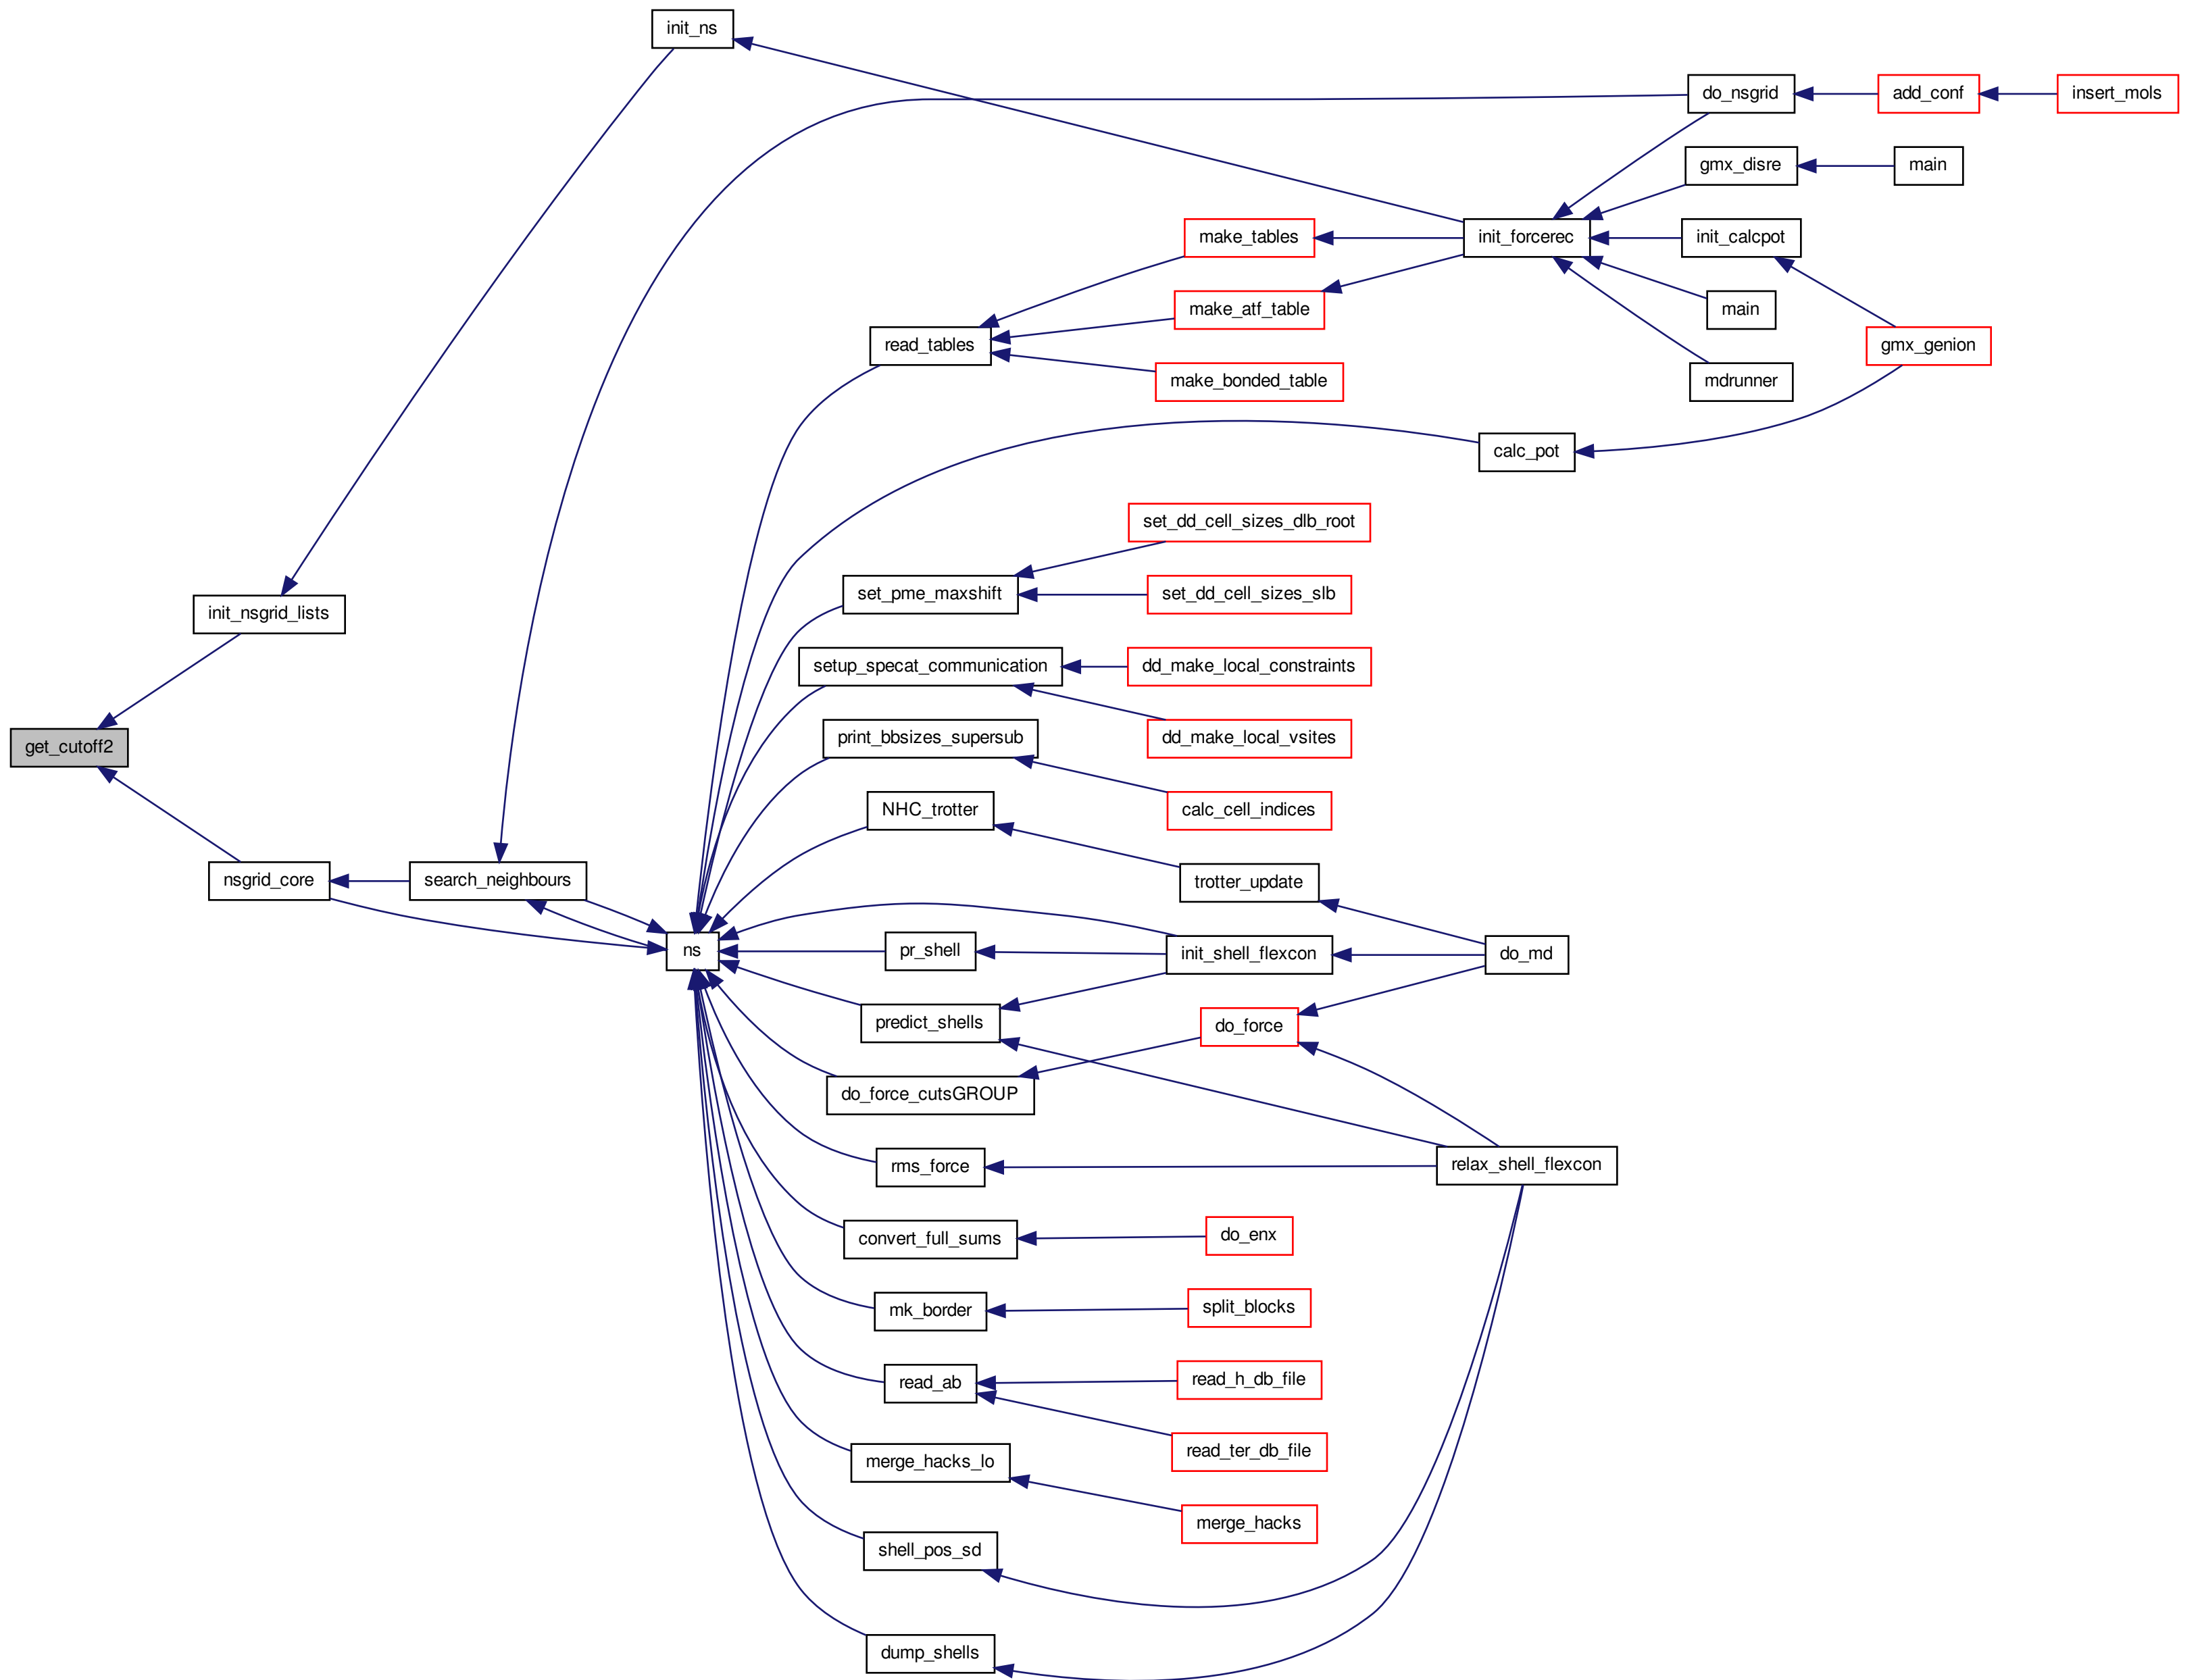 init_ns
do_nsgrid
add_conf
insert_mols
gmx_disre
main
make_tables
init_forcerec
init_calcpot
make_atf_table
main
read_tables
gmx_genion
make_bonded_table
mdrunner
calc_pot
set_dd_cell_sizes_dlb_root
set_pme_maxshift
set_dd_cell_sizes_slb
init_nsgrid_lists
setup_specat_communication
dd_make_local_constraints
get_cutoff2
print_bbsizes_supersub
dd_make_local_vsites
NHC_trotter
calc_cell_indices
nsgrid_core
search_neighbours
trotter_update
ns
pr_shell
init_shell_flexcon
do_md
predict_shells
do_force
do_force_cutsGROUP
rms_force
relax_shell_flexcon
convert_full_sums
do_enx
mk_border
split_blocks
read_ab
read_h_db_file
read_ter_db_file
merge_hacks_lo
merge_hacks
shell_pos_sd
dump_shells